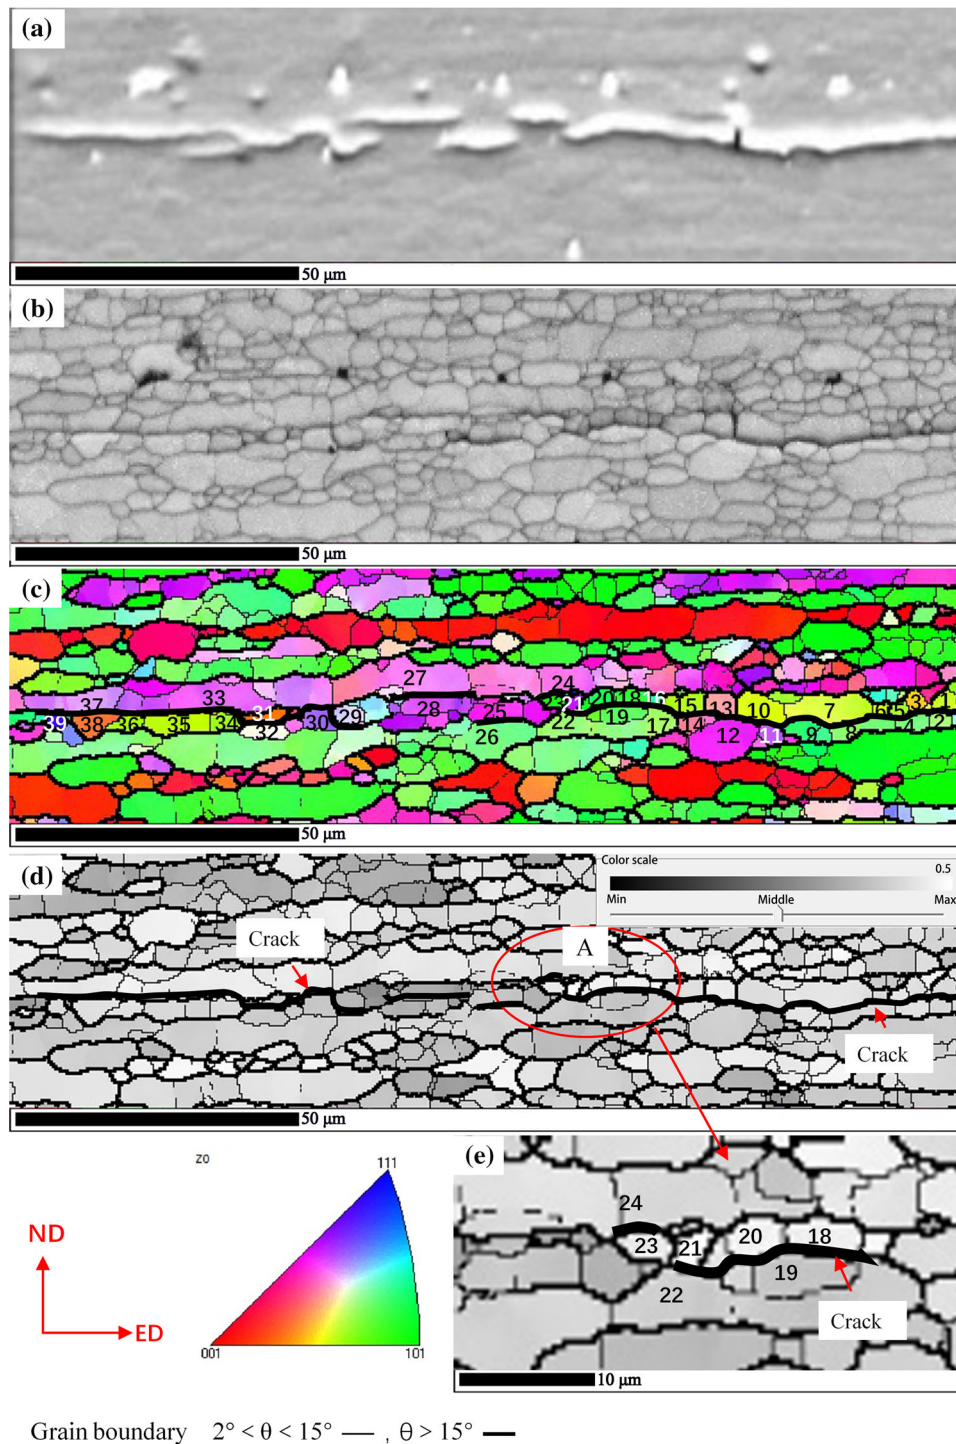 (a)
50 μm
(b)
50 μm
(c)
27 24
37 33 23 21 20 18 16 15 13 10 7 6 5 3 1
39 38 36 35 34 31 32 30 29 28 25 26 22 19 17 14 12 11 9 8 4 2
50 μm
(d)
Color scale
0.5
Min Middle Max
Crack
A
Crack
50 μm
(e)
24
23 21 20 18
22 19
Crack
10 μm
Z0
111
001
101
ND
ED
Grain boundary 2° < θ < 15° — , θ > 15° —